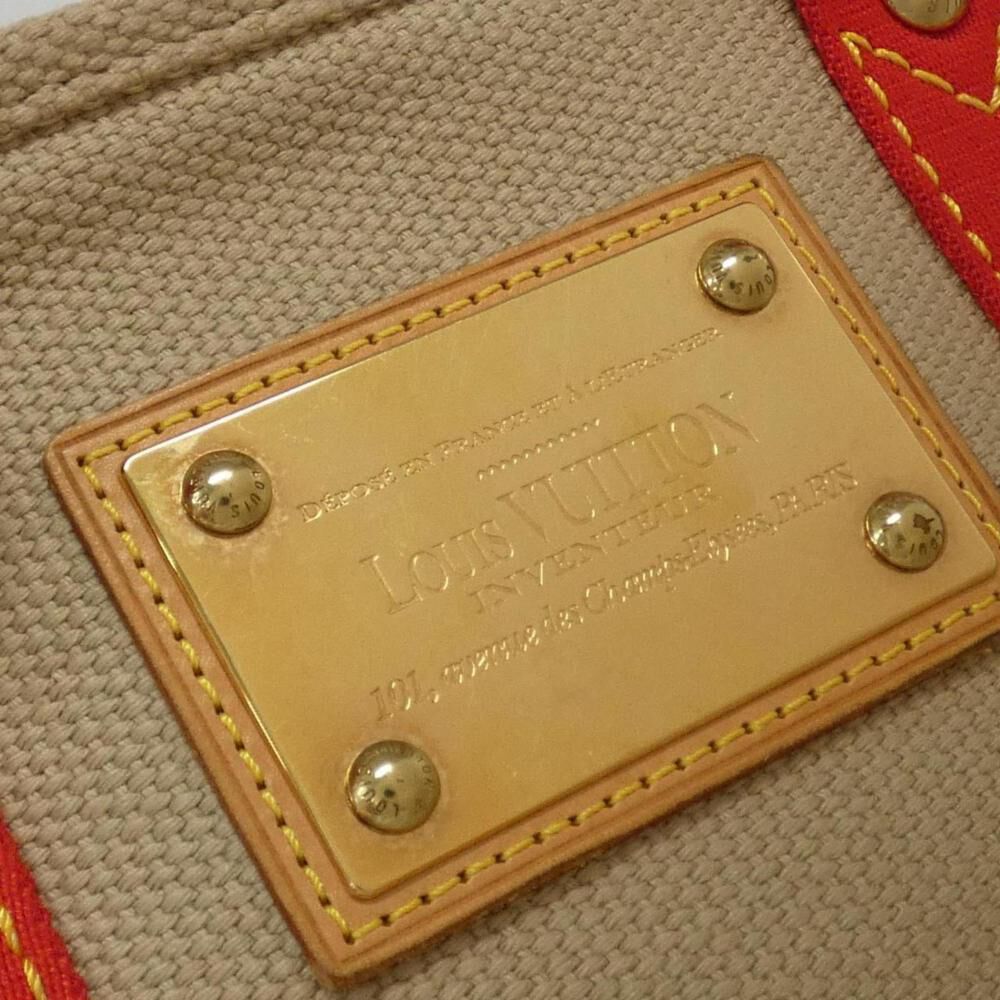 DÉPOSÉ EN FRANCE ET À L'ÉTRANGER
LOUIS VUITTON
INVENTEUR
101, avenue des Champs-Elysées, PARIS